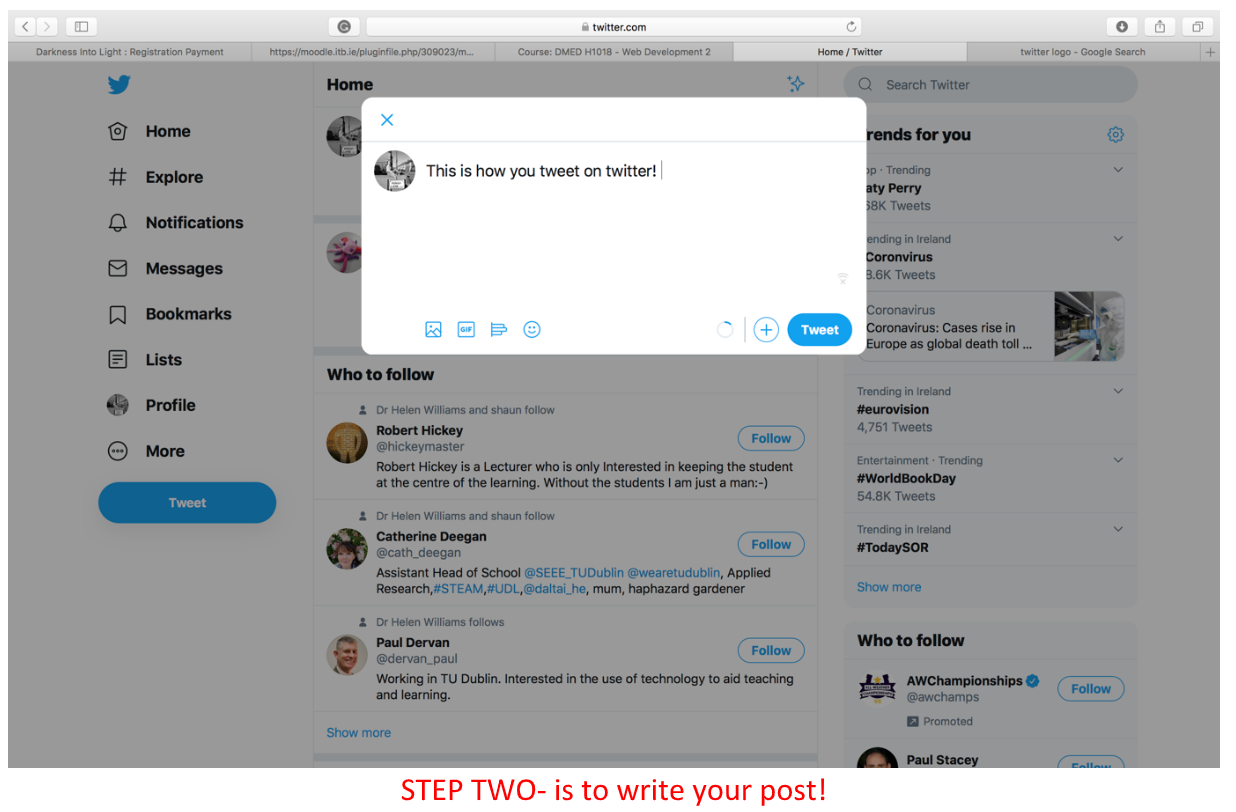 twitter.com
Darkness Into Light : Registration Payment
https://moodle.itb.ie/pluginfile.php/309023/m...
Course: DMED H1018 - Web Development 2
Home / Twitter
twitter logo - Google Search
Home
Explore
Notifications
Messages
Bookmarks
Lists
Profile
More
Tweet
Home
This is how you tweet on twitter!
GIF
Tweet
Who to follow
Dr Helen Williams and shaun follow
Robert Hickey
@hickeymaster
Follow
Robert Hickey is a Lecturer who is only Interested in keeping the student
at the centre of the learning. Without the students I am just a man:-)
Dr Helen Williams and shaun follow
Catherine Deegan
@cath_deegan
Follow
Assistant Head of School @SEEE_TUDublin @wearetudublin, Applied
Research,#STEAM,#UDL,@daltai_he, mum, haphazard gardener
Dr Helen Williams follows
Paul Dervan
@dervan_paul
Follow
Working in TU Dublin. Interested in the use of technology to aid teaching
and learning.
Show more
Search Twitter
rends for you
op · Trending
aty Perry
68K Tweets
ending in Ireland
Coronvirus
8.6K Tweets
Coronavirus
Coronavirus: Cases rise in
Europe as global death toll ...
Trending in Ireland
#eurovision
4,751 Tweets
Entertainment · Trending
#WorldBookDay
54.8K Tweets
Trending in Ireland
#TodaySOR
Show more
Who to follow
AWChampionships
@awchamps
Follow
Promoted
Paul Stacey
Follow
STEP TWO- is to write your post!